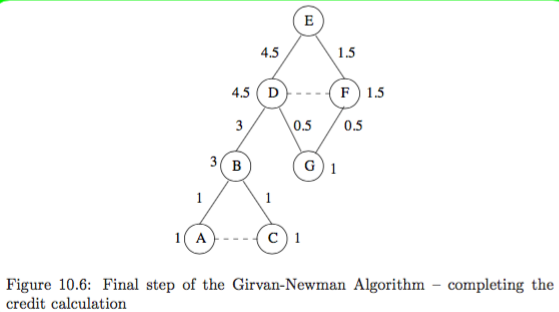 E
4.5 1.5
4.5 D F 1.5
3 0.5 0.5
3 B G 1
1 1
1 A C 1
Figure 10.6: Final step of the Girvan-Newman Algorithm – completing the
credit calculation